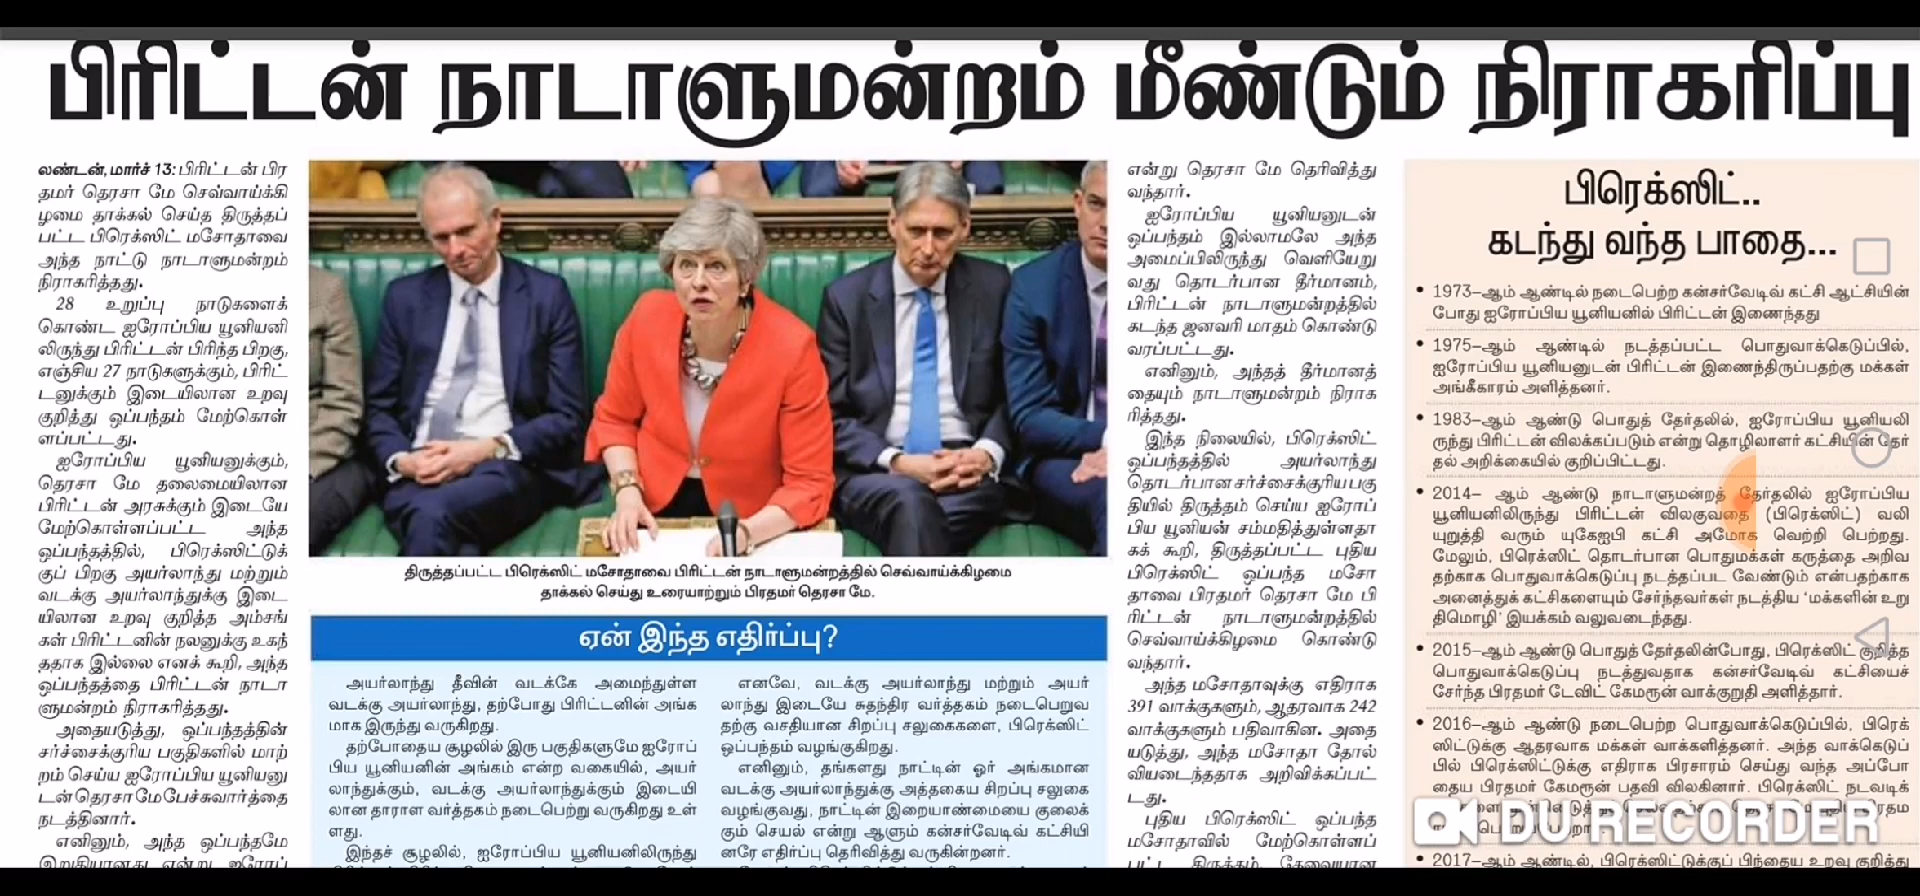 பிரிட்டன் நாடாளுமன்றம் மீண்டும் நிராகரிப்பு
லண்டன், மார்ச் 13: பிரிட்டன் பிர
தமர் தெரசா மே செவ்வாய்க்கி
ழமை தாக்கல் செய்த திருத்தப்
பட்ட பிரெக்ஸிட் மசோதாவை
அந்த நாட்டு நாடாளுமன்றம்
நிராகரித்தது.
28 உறுப்பு நாடுகளைக்
கொண்ட ஐரோப்பிய யூனியனி
லிருந்து பிரிட்டன் பிரிந்த பிறகு,
எஞ்சிய 27 நாடுகளுக்கும், பிரிட்
டனுக்கும் இடையிலான உறவு
குறித்து ஒப்பந்தம் மேற்கொள்
ளப்பட்டது.
ஐரோப்பிய யூனியனுக்கும்,
தெரசா மே தலைமையிலான
பிரிட்டன் அரசுக்கும் இடையே
மேற்கொள்ளப்பட்ட அந்த
ஒப்பந்தத்தில், பிரெக்ஸிட்டுக்
குப் பிறகு அயர்லாந்து மற்றும்
வடக்கு அயர்லாந்துக்கு இடை
யிலான உறவு குறித்த அம்சங்
கள் பிரிட்டனின் நலனுக்கு உகந்
ததாக இல்லை எனக் கூறி, அந்த
ஒப்பந்தத்தை பிரிட்டன் நாடா
ளுமன்றம் நிராகரித்தது.
அதையடுத்து, ஒப்பந்தத்தின்
சர்ச்சைக்குரிய பகுதிகளில் மாற்
றம் செய்ய ஐரோப்பிய யூனியனு
டன் தெரசா மே பேச்சுவார்த்தை
நடத்தினார்.
எனினும், அந்த ஒப்பந்தமே
இறுதியானது என்று ஐரோப்
திருத்தப்பட்ட பிரெக்ஸிட் மசோதாவை பிரிட்டன் நாடாளுமன்றத்தில் செவ்வாய்க்கிழமை
தாக்கல் செய்து உரையாற்றும் பிரதமர் தெரசா மே.
ஏன் இந்த எதிர்ப்பு?
அயர்லாந்து தீவின் வடக்கே அமைந்துள்ள
வடக்கு அயர்லாந்து, தற்போது பிரிட்டனின் அங்க
மாக இருந்து வருகிறது.
தற்போதைய சூழலில் இரு பகுதிகளுமே ஐரோப்
பிய யூனியனின் அங்கம் என்ற வகையில், அயர்
லாந்துக்கும், வடக்கு அயர்லாந்துக்கும் இடையி
லான தாராள வர்த்தகம் நடைபெற்று வருகிறது உள்
ளது.
இந்தச் சூழலில், ஐரோப்பிய யூனியனிலிருந்து
எனவே, வடக்கு அயர்லாந்து மற்றும் அயர்
லாந்து இடையே சுதந்திர வர்த்தகம் நடைபெறுவ
தற்கு வசதியான சிறப்பு சலுகைகளை, பிரெக்ஸிட்
ஒப்பந்தம் வழங்குகிறது.
எனினும், தங்களது நாட்டின் ஓர் அங்கமான
வடக்கு அயர்லாந்துக்கு அத்தகைய சிறப்பு சலுகை
வழங்குவது, நாட்டின் இறையாண்மையை குலைக்
கும் செயல் என்று ஆளும் கன்சர்வேடிவ் கட்சியி
னரே எதிர்ப்பு தெரிவித்து வருகின்றனர்.
என்று தெரசா மே தெரிவித்து
வந்தார்.
ஐரோப்பிய யூனியனுடன்
ஒப்பந்தம் இல்லாமலே அந்த
அமைப்பிலிருந்து வெளியேறு
வது தொடர்பான தீர்மானம்,
பிரிட்டன் நாடாளுமன்றத்தில்
கடந்த ஜனவரி மாதம் கொண்டு
வரப்பட்டது.
எனினும், அந்தத் தீர்மானத்
தையும் நாடாளுமன்றம் நிராக
ரித்தது.
இந்த நிலையில், பிரெக்ஸிட்
ஒப்பந்தத்தில் அயர்லாந்து
தொடர்பான சர்ச்சைக்குரிய பகு
தியில் திருத்தம் செய்ய ஐரோப்
பிய யூனியன் சம்மதித்துள்ளதா
கக் கூறி, திருத்தப்பட்ட புதிய
பிரெக்ஸிட் ஒப்பந்த மசோ
தாவை பிரதமர் தெரசா மே பி
ரிட்டன் நாடாளுமன்றத்தில்
செவ்வாய்க்கிழமை கொண்டு
வந்தார்.
அந்த மசோதாவுக்கு எதிராக
391 வாக்குகளும், ஆதரவாக 242
வாக்குகளும் பதிவாகின. அதை
யடுத்து, அந்த மசோதா தோல்
வியடைந்ததாக அறிவிக்கப்பட்
டது.
புதிய பிரெக்ஸிட் ஒப்பந்த
மசோதாவில் மேற்கொள்ளப்
பட்ட திருத்தம் தேவையான
பிரெக்ஸிட்..
கடந்து வந்த பாதை...
• 1973–ஆம் ஆண்டில் நடைபெற்ற கன்சர்வேடிவ் கட்சி ஆட்சியின்
போது ஐரோப்பிய யூனியனில் பிரிட்டன் இணைந்தது
• 1975–ஆம் ஆண்டில் நடத்தப்பட்ட பொதுவாக்கெடுப்பில்,
ஐரோப்பிய யூனியனுடன் பிரிட்டன் இணைந்திருப்பதற்கு மக்கள்
அங்கீகாரம் அளித்தனர்.
• 1983–ஆம் ஆண்டு பொதுத் தேர்தலில், ஐரோப்பிய யூனியலி
ருந்து பிரிட்டன் விலக்கப்படும் என்று தொழிலாளர் கட்சியின் தேர்
தல் அறிக்கையில் குறிப்பிட்டது.
• 2014– ஆம் ஆண்டு நாடாளுமன்றத் தேர்தலில் ஐரோப்பிய
யூனியனிலிருந்து பிரிட்டன் விலகுவதை (பிரெக்ஸிட்) வலி
யுறுத்தி வரும் யுகேஐபி கட்சி அமோக வெற்றி பெற்றது.
மேலும், பிரெக்ஸிட் தொடர்பான பொதுமக்கள் கருத்தை அறிவ
தற்காக பொதுவாக்கெடுப்பு நடத்தப்பட வேண்டும் என்பதற்காக
அனைத்துக் கட்சிகளையும் சேர்ந்தவர்கள் நடத்திய 'மக்களின் உறு
திமொழி' இயக்கம் வலுவடைந்தது.
• 2015–ஆம் ஆண்டு பொதுத் தேர்தலின்போது, பிரெக்ஸிட் குறித்த
பொதுவாக்கெடுப்பு நடத்துவதாக கன்சர்வேடிவ் கட்சியைச்
சேர்ந்த பிரதமர் டேவிட் கேமரூன் வாக்குறுதி அளித்தார்.
• 2016–ஆம் ஆண்டு நடைபெற்ற பொதுவாக்கெடுப்பில், பிரெக்
ஸிட்டுக்கு ஆதரவாக மக்கள் வாக்களித்தனர். அந்த வாக்கெடுப்
பில் பிரெக்ஸிட்டுக்கு எதிராக பிரசாரம் செய்து வந்த அப்போ
தைய பிரதமர் கேமரூன் பதவி விலகினார். பிரெக்ஸிட் நடவடிக்
DU RECORDER
• 2017–ஆம் ஆண்டில், பிரெக்ஸிட்டுக்குப் பிந்தைய உறவு குறித்து